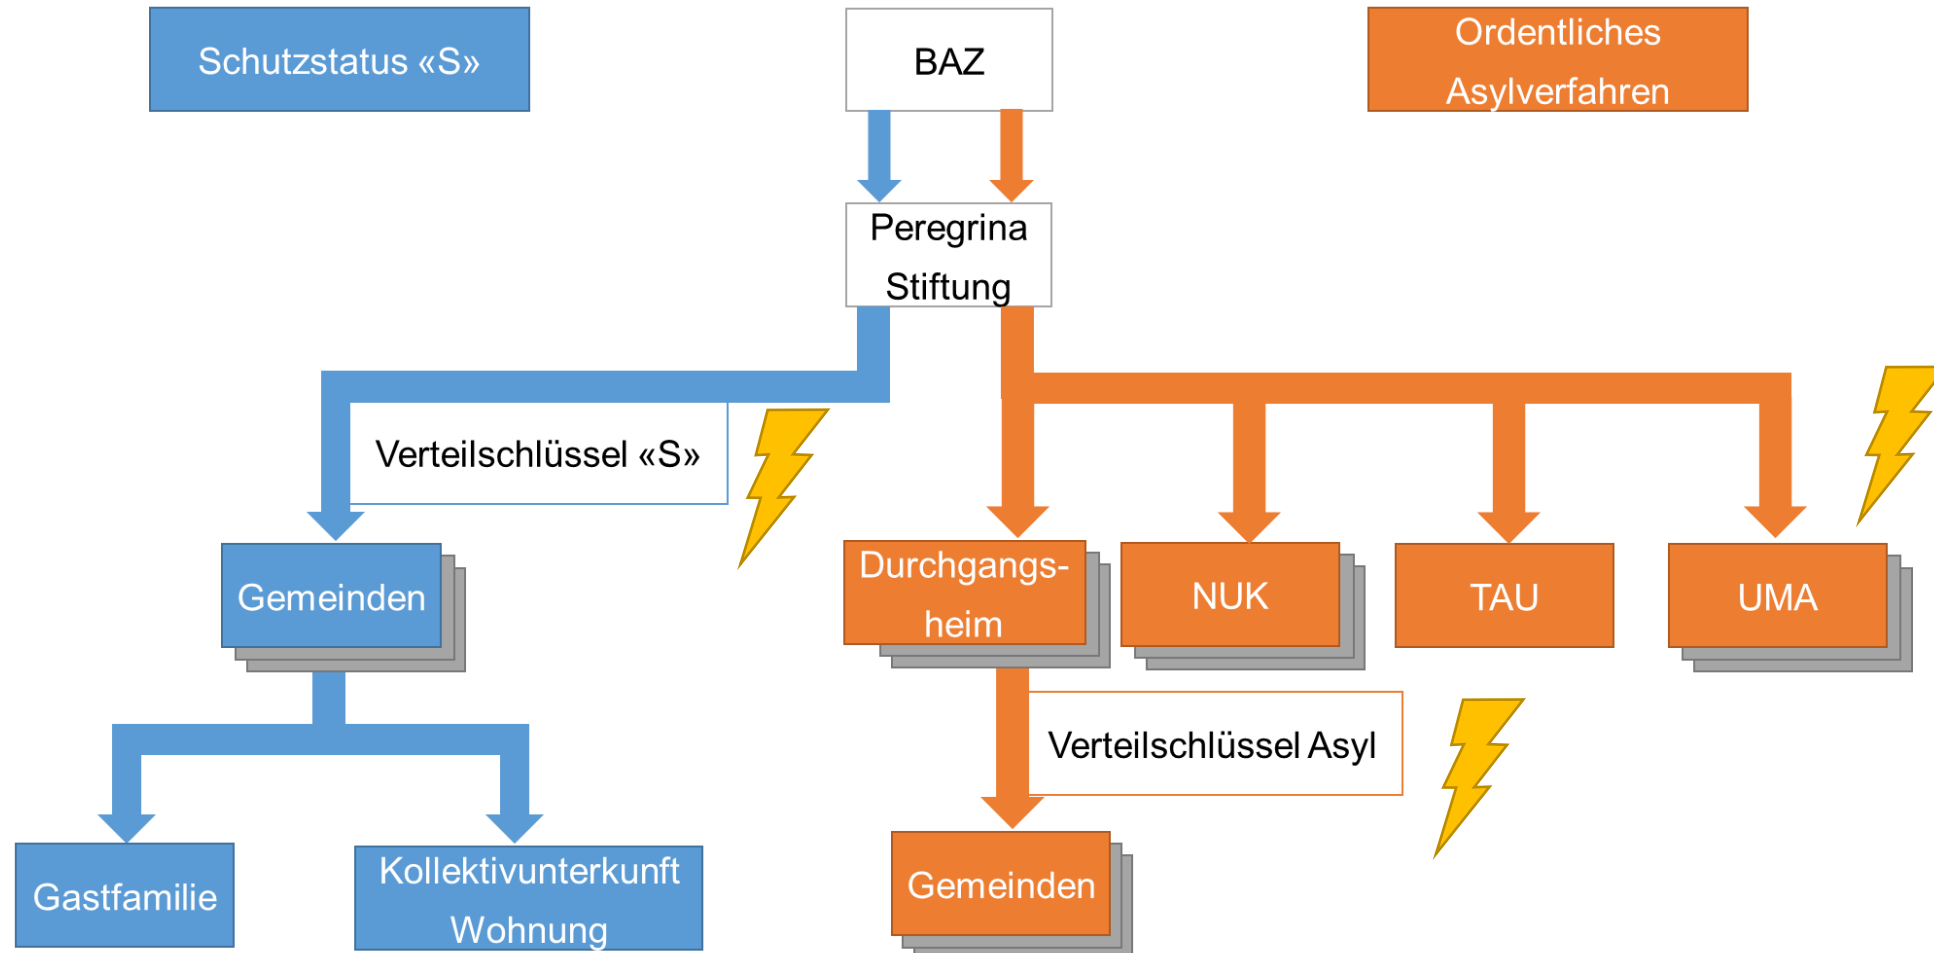 Schutzstatus «S»
BAZ
Ordentliches
Asylverfahren
Peregrina
Stiftung
Verteilschlüssel «S»
Gemeinden
Durchgangs-
heim
NUK
TAU
UMA
Verteilschlüssel Asyl
Gastfamilie
Kollektivunterkunft
Wohnung
Gemeinden